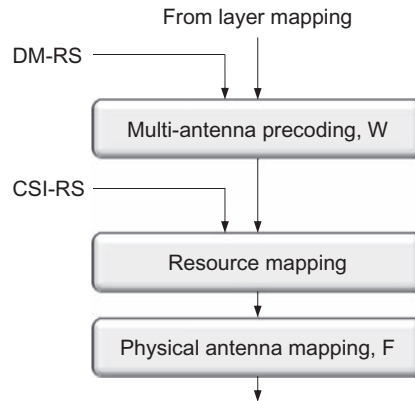 From layer mapping
DM-RS
Multi-antenna precoding, W
CSI-RS
Resource mapping
Physical antenna mapping, F